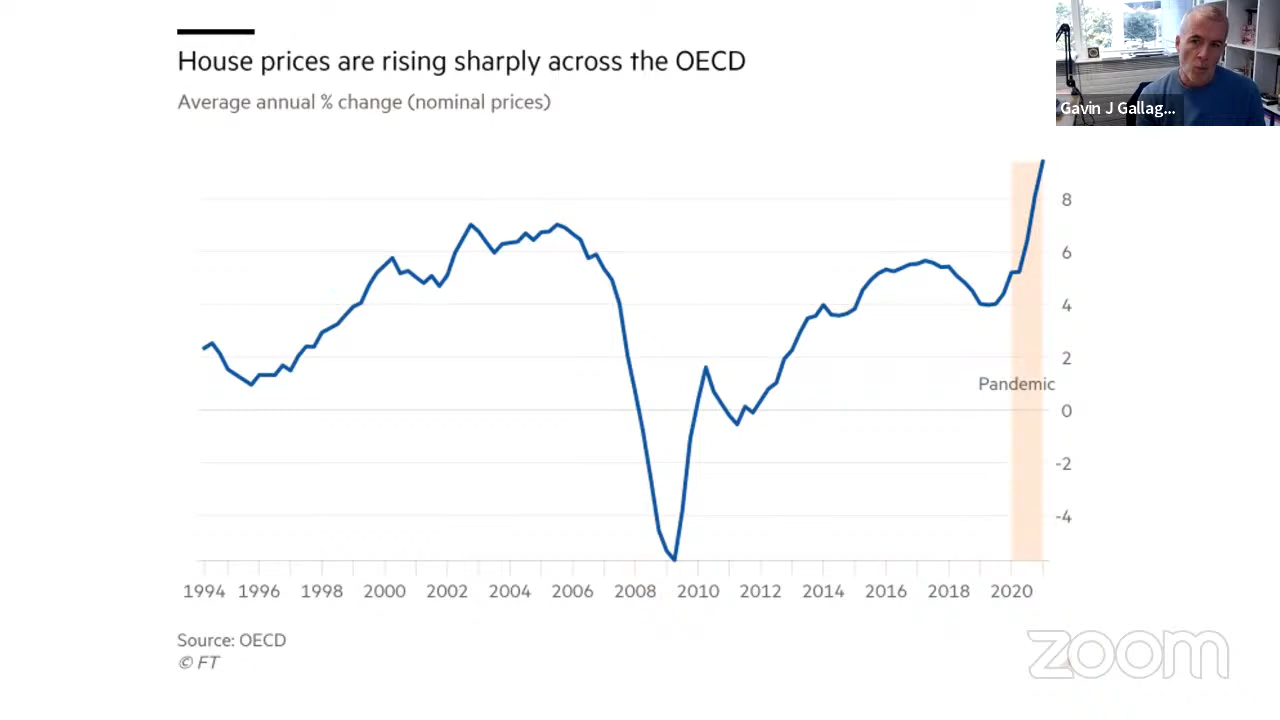 House prices are rising sharply across the OECD
Average annual % change (nominal prices)
Gavin J Gallag...
8
6
4
2
Pandemic
0
-2
-4
1994 1996 1998 2000 2002 2004 2006 2008 2010 2012 2014 2016 2018 2020
Source: OECD
© FT
zoom